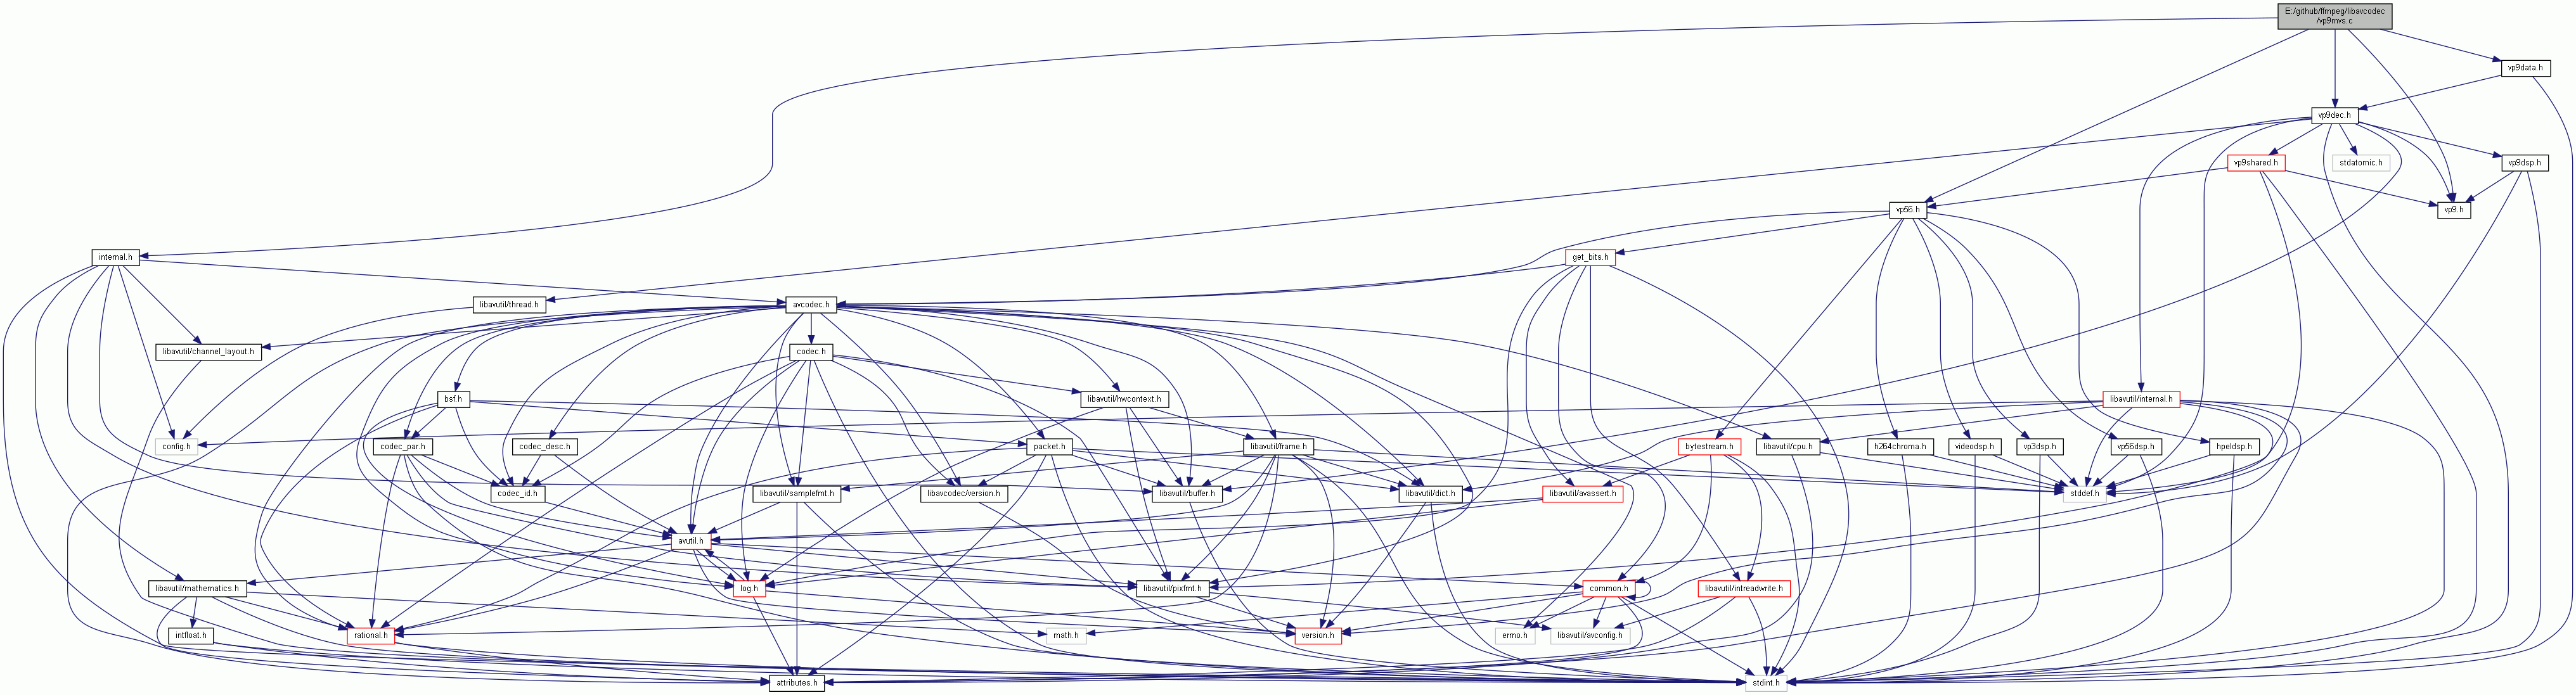 E:/github/ffmpeg/libavcodec
/vp9mvs.c
vp9data.h
vp9dec.h
vp9shared.h
stdatomic.h
vp9dsp.h
vp56.h
vp9.h
internal.h
get_bits.h
libavutil/thread.h
avcodec.h
libavutil/channel_layout.h
codec.h
bsf.h
libavutil/hwcontext.h
libavutil/internal.h
config.h
codec_par.h
codec_desc.h
packet.h
libavutil/frame.h
bytestream.h
libavutil/cpu.h
h264chroma.h
videodsp.h
vp3dsp.h
vp56dsp.h
hpeldsp.h
codec_id.h
libavutil/samplefmt.h
libavcodec/version.h
libavutil/buffer.h
libavutil/dict.h
libavutil/avassert.h
stddef.h
avutil.h
libavutil/mathematics.h
log.h
libavutil/pixfmt.h
common.h
libavutil/intreadwrite.h
intfloat.h
rational.h
math.h
version.h
errno.h
libavutil/avconfig.h
attributes.h
stdint.h